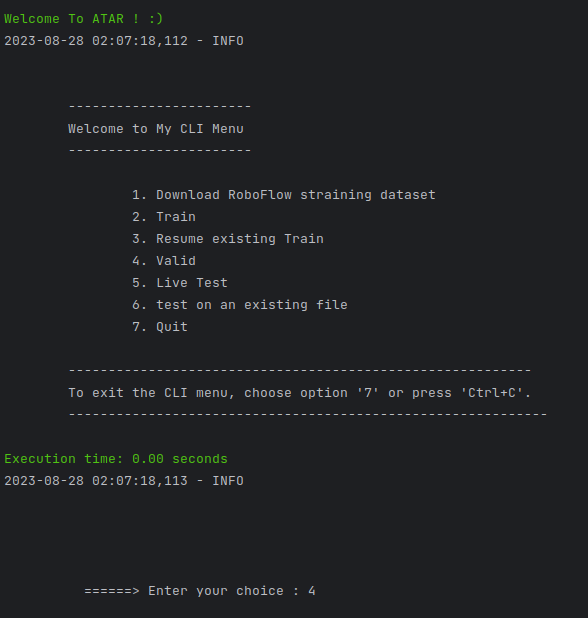 Welcome To ATAR ! :)
2023-08-28 02:07:18,112 - INFO
-----------------------
Welcome to My CLI Menu
-----------------------
1. Download RoboFlow straining dataset
2. Train
3. Resume existing Train
4. Valid
5. Live Test
6. test on an existing file
7. Quit
----------------------------------------------------------
To exit the CLI menu, choose option '7' or press 'Ctrl+C'.
------------------------------------------------------------
Execution time: 0.00 seconds
2023-08-28 02:07:18,113 - INFO
======> Enter your choice : 4